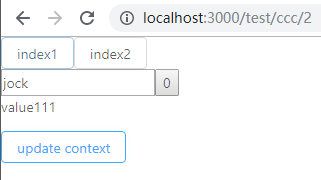 localhost:3000/test/ccc/2
index1 index2
jock 0
value111
update context